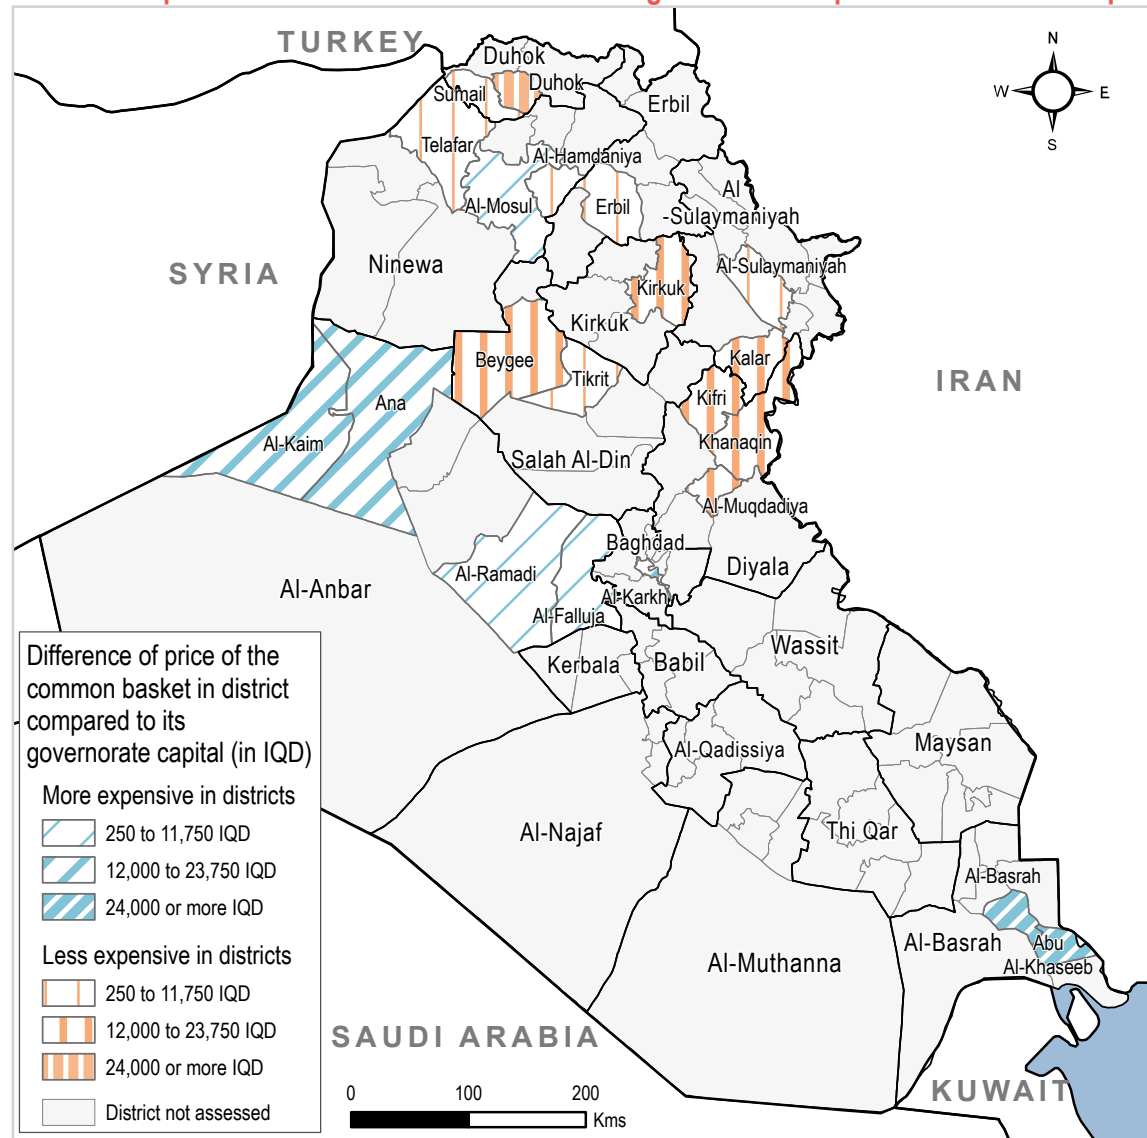 TURKEY
Duhok
Duhok
Sumail
Erbil
N
W
E
S
Telafar
Al-Hamdaniya
Al-Mosul
Erbil
Al
-Sulaymaniyah
SYRIA
Ninewa
Al-Sulaymaniyah
Kirkuk
Kirkuk
IRAN
Beygee
Tikrit
Kalar
Kifri
Ana
Al-Kaim
Khanaqin
Salah Al-Din
Al-Muqdadiya
Baghdad
Diyala
Al-Ramadi
Al-Anbar
Al-Karkh
Al-Falluja
Wassit
Kerbala
Babil
Al-Qadissiya
Maysan
Al-Najaf
Thi Qar
Al-Basrah
Al-Basrah
Abu
Al-Khaseeb
Al-Muthanna
SAUDI ARABIA
KUWAIT
Difference of price of the
common basket in district
compared to its
governorate capital (in IQD)
More expensive in districts
250 to 11,750 IQD
12,000 to 23,750 IQD
24,000 or more IQD
Less expensive in districts
250 to 11,750 IQD
12,000 to 23,750 IQD
24,000 or more IQD
District not assessed
0 100 200
Kms